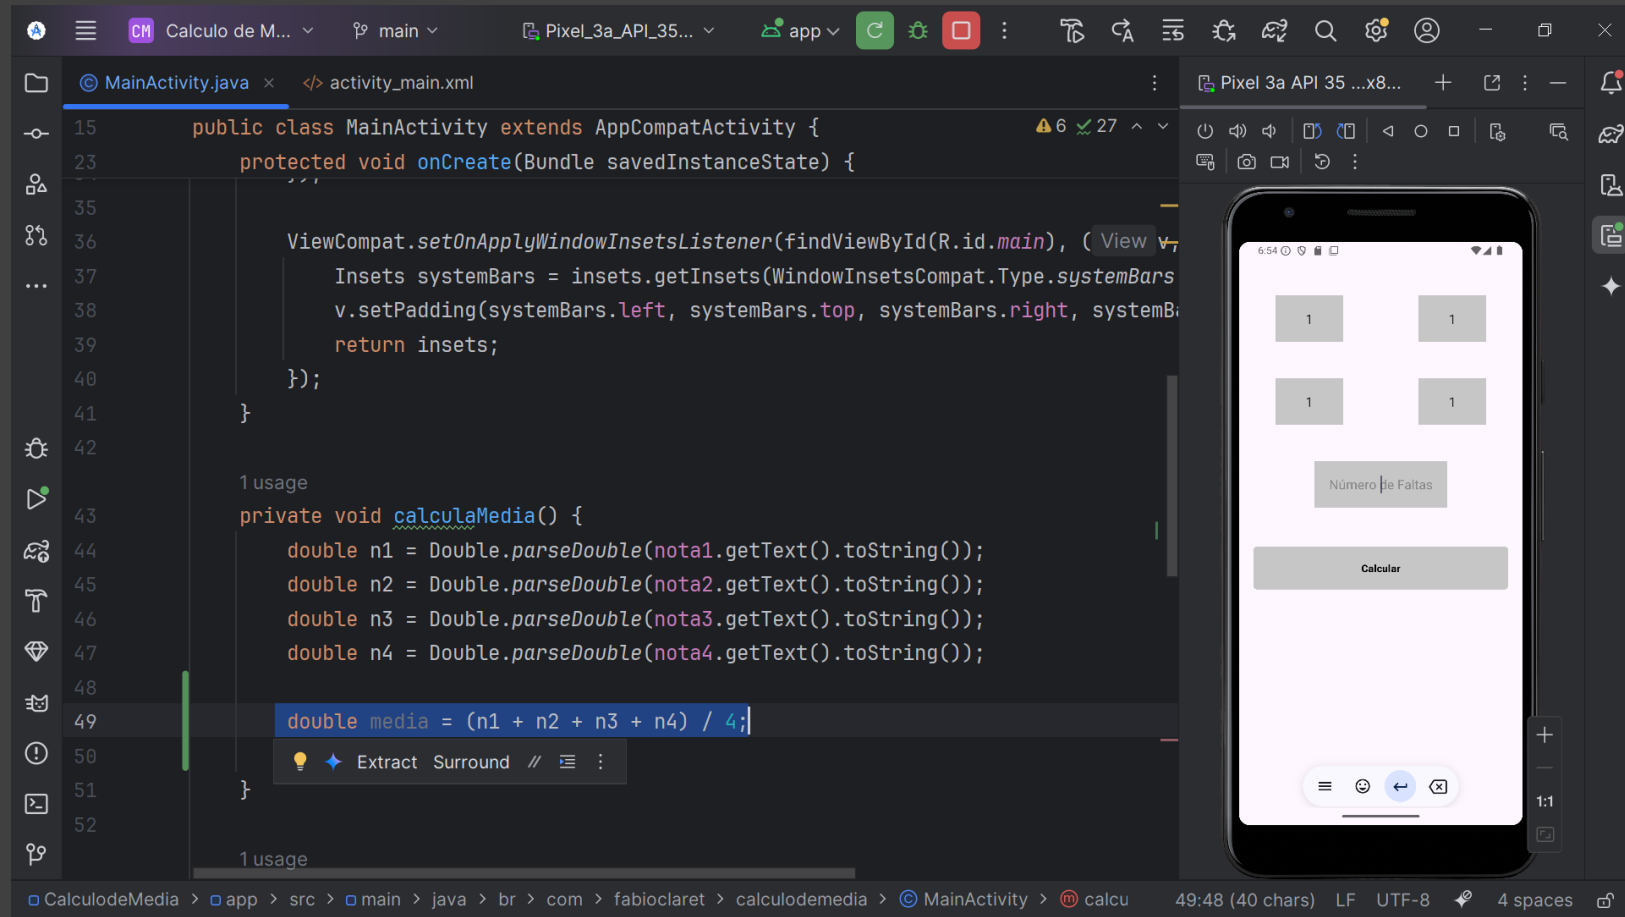 CM Calculo de M... main Pixel_3a_API_35... app
MainActivity.java activity_main.xml Pixel 3a API 35 ...x8...
15 public class MainActivity extends AppCompatActivity { 6 27
23 protected void onCreate(Bundle savedInstanceState) {
35
36 ViewCompat.setOnApplyWindowInsetsListener(findViewById(R.id.main), ( View v,
37 Insets systemBars = insets.getInsets(WindowInsetsCompat.Type.systemBars
38 v.setPadding(systemBars.left, systemBars.top, systemBars.right, systemBa
39 return insets;
40 });
41 }
42
1 usage
43 private void calculaMedia() {
44 double n1 = Double.parseDouble(nota1.getText().toString());
45 double n2 = Double.parseDouble(nota2.getText().toString());
46 double n3 = Double.parseDouble(nota3.getText().toString());
47 double n4 = Double.parseDouble(nota4.getText().toString());
48
49 double media = (n1 + n2 + n3 + n4) / 4;
50 Extract Surround //
51 }
52
1 usage
6:54
1 1
1 1
Número de Faltas
Calcular
1:1
CalculodeMedia > app > src > main > java > br > com > fabioclaret > calculodemedia > MainActivity > m calcu 49:48 (40 chars) LF UTF-8 4 spaces